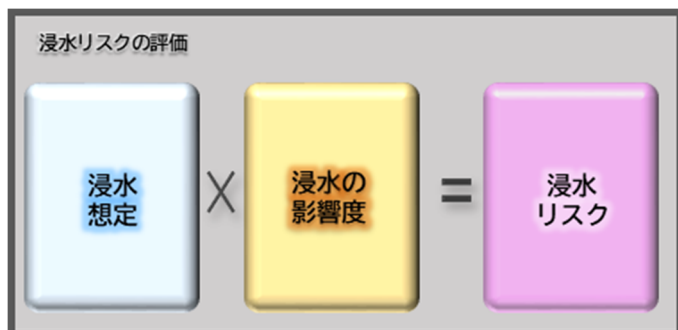 浸水リスクの評価
浸水
想定
×
浸水の
影響度
=
浸水
リスク